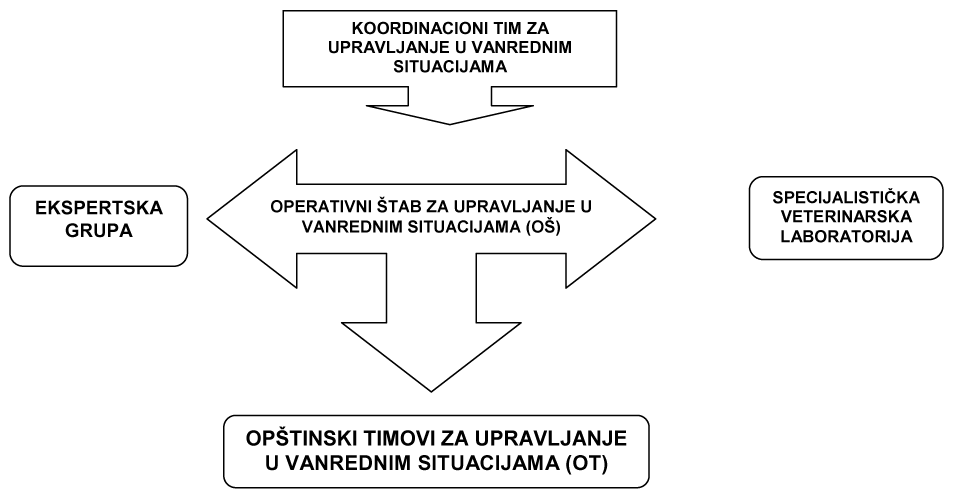 KOORDINACIONI TIM ZA
UPRAVLJANJE U VANREDNIM
SITUACIJAMA
EKSPERTSKA
GRUPA
OPERATIVNI ŠTAB ZA UPRAVLJANJE U
VANREDNIM SITUACIJAMA (OŠ)
SPECIJALISTIČKA
VETERINARSKA
LABORATORIJA
OPŠTINSKI TIMOVI ZA UPRAVLJANJE
U VANREDNIM SITUACIJAMA (OT)